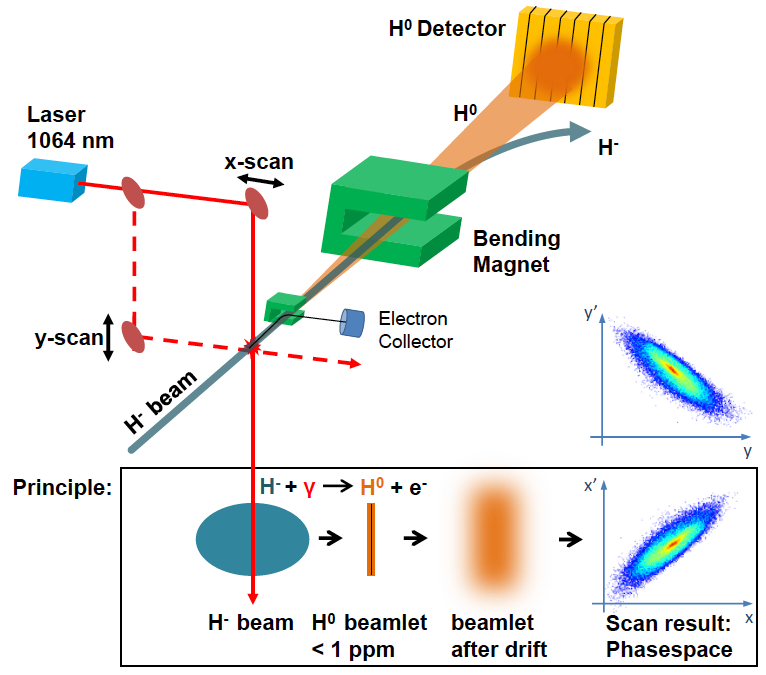 H⁰ Detector
Laser
1064 nm
x-scan
H⁰
H⁻
Bending
Magnet
y-scan
Electron
Collector
H⁻ beam
y’
y
Principle:
H⁻ + γ → H⁰ + e⁻
x’
x
H⁻ beam
H⁰ beamlet
< 1 ppm
beamlet
after drift
Scan result:
Phasespace